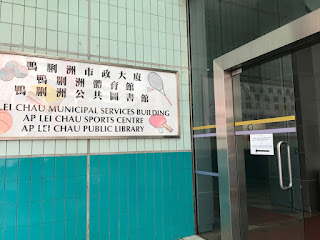 鴨脷洲市政大廈
鴨脷洲體育館
鴨脷洲公共圖書館
LEI CHAU MUNICIPAL SERVICES BUILDING
AP LEI CHAU SPORTS CENTRE
AP LEI CHAU PUBLIC LIBRARY